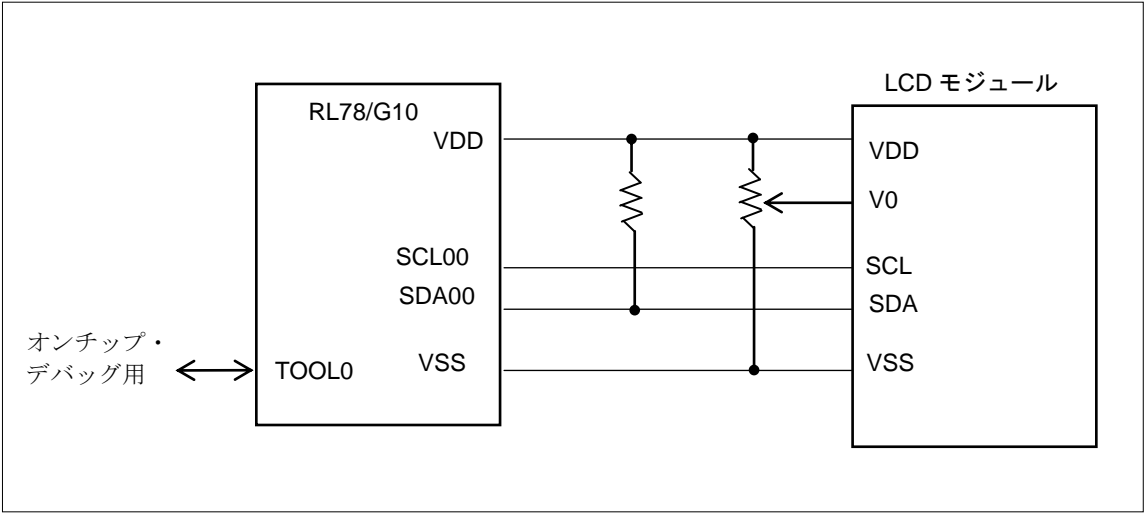 RL78/G10
VDD
SCL00
SDA00
VSS
TOOL0
オンチップ・
デバッグ用
LCD モジュール
VDD
V0
SCL
SDA
VSS